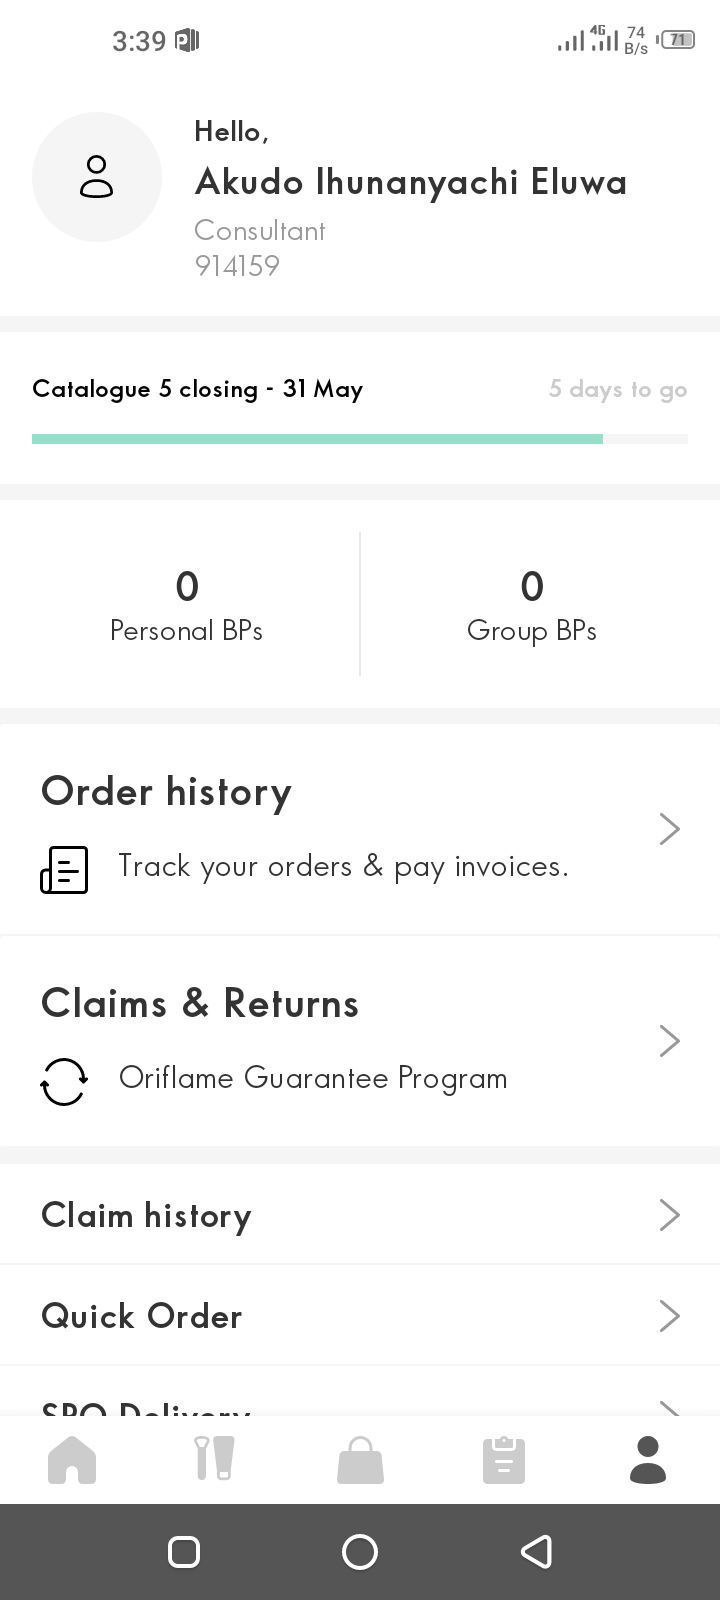 3:39
4G
74
B/s
71
Hello,
Akudo Ihunanyachi Eluwa
Consultant
914159
Catalogue 5 closing - 31 May
5 days to go
0
Personal BPs
0
Group BPs
Order history
Track your orders & pay invoices.
Claims & Returns
Oriflame Guarantee Program
Claim history
Quick Order
SPO Delivery